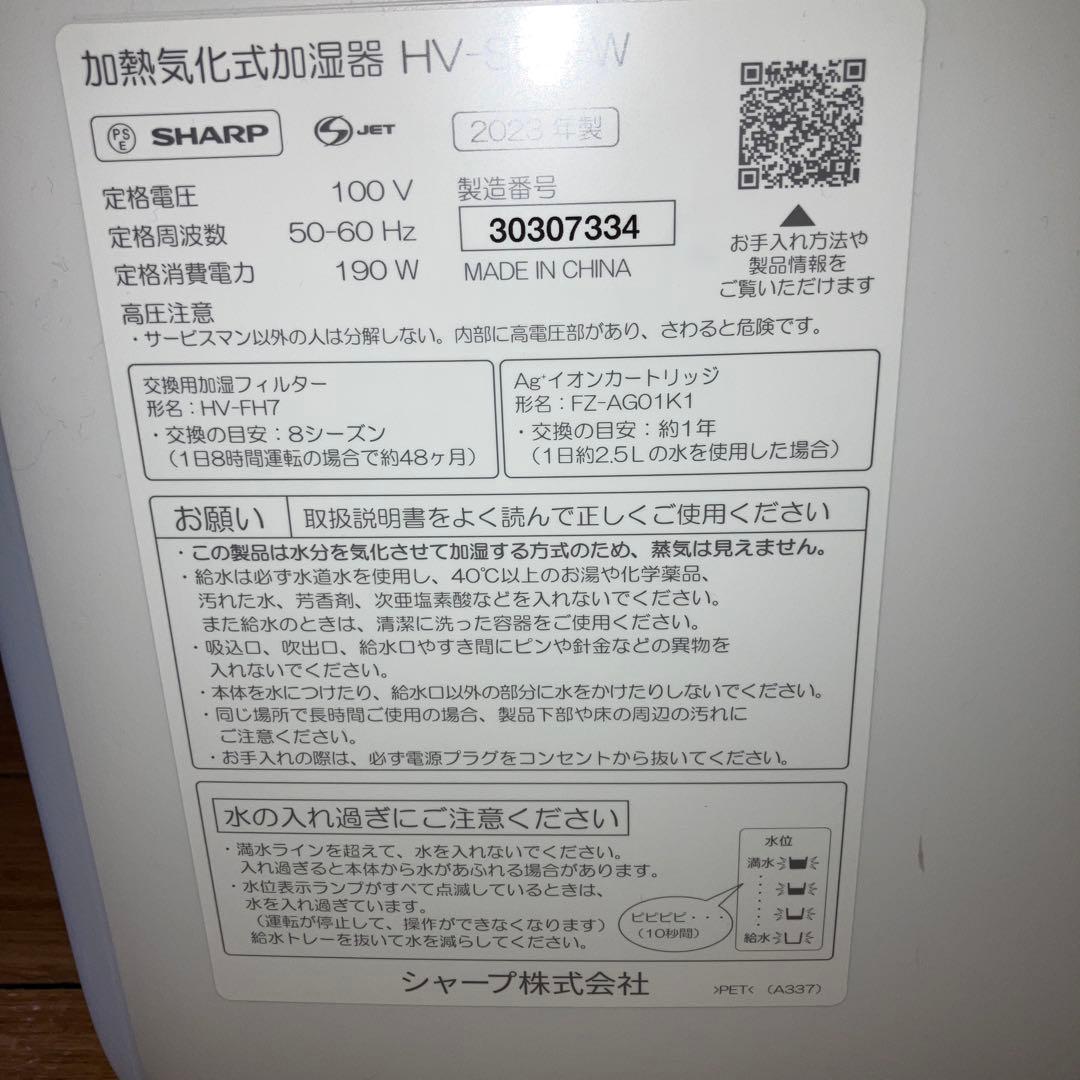 加熱気化式加湿器 HV-S W
PSE SHARP
S JET
2023年製
定格電圧 100 V
定格周波数 50-60 Hz
定格消費電力 190 W
製造番号
30307334
MADE IN CHINA
お手入れ方法や
製品情報を
ご覧いただけます
高圧注意
・サービスマン以外の人は分解しない。内部に高電圧部があり、さわると危険です。
交換用加湿フィルター
形名：HV-FH7
・交換の目安：8シーズン
（1日8時間運転の場合で約48ヶ月）
Ag⁺イオンカートリッジ
形名：FZ-AG01K1
・交換の目安：約1年
（1日約2.5Lの水を使用した場合）
お願い 取扱説明書をよく読んで正しくご使用ください
・この製品は水分を気化させて加湿する方式のため、蒸気は見えません。
・給水は必ず水道水を使用し、40℃以上のお湯や化学薬品、
汚れた水、芳香剤、次亜塩素酸などを入れないでください。
また給水のときは、清潔に洗った容器をご使用ください。
・吸込口、吹出口、給水口やすき間にピンや針金などの異物を
入れないでください。
・本体を水につけたり、給水口以外の部分に水をかけたりしないでください。
・同じ場所で長時間ご使用の場合、製品下部や床の周辺の汚れに
ご注意ください。
・お手入れの際は、必ず電源プラグをコンセントから抜いてください。
水の入れ過ぎにご注意ください
・満水ラインを超えて、水を入れないでください。
入れ過ぎると本体から水があふれる場合があります。
・水位表示ランプがすべて点滅しているときは、
水を入れ過ぎています。
（運転が停止して、操作ができなくなります）
給水トレーを抜いて水を減らしてください。
ピピピピ・・・
（10秒間）
水位
満水
給水
シャープ株式会社
>PET< (A337)